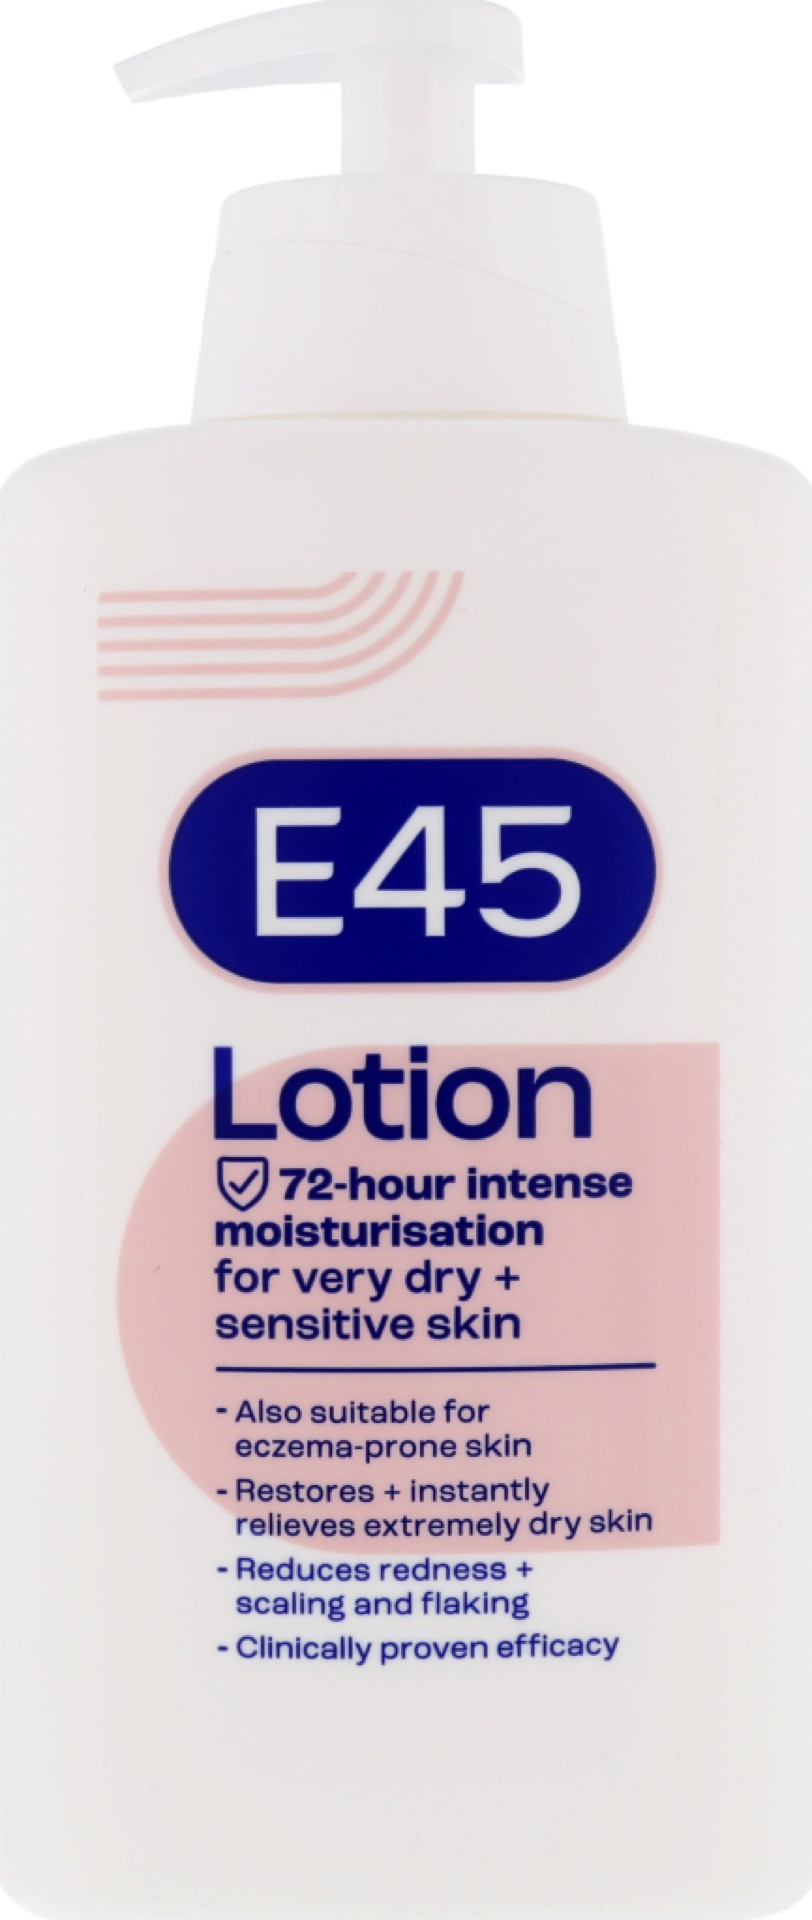 E45
Lotion
72-hour intense
moisturisation
for very dry +
sensitive skin
- Also suitable for
eczema-prone skin
- Restores + instantly
relieves extremely dry skin
- Reduces redness +
scaling and flaking
- Clinically proven efficacy